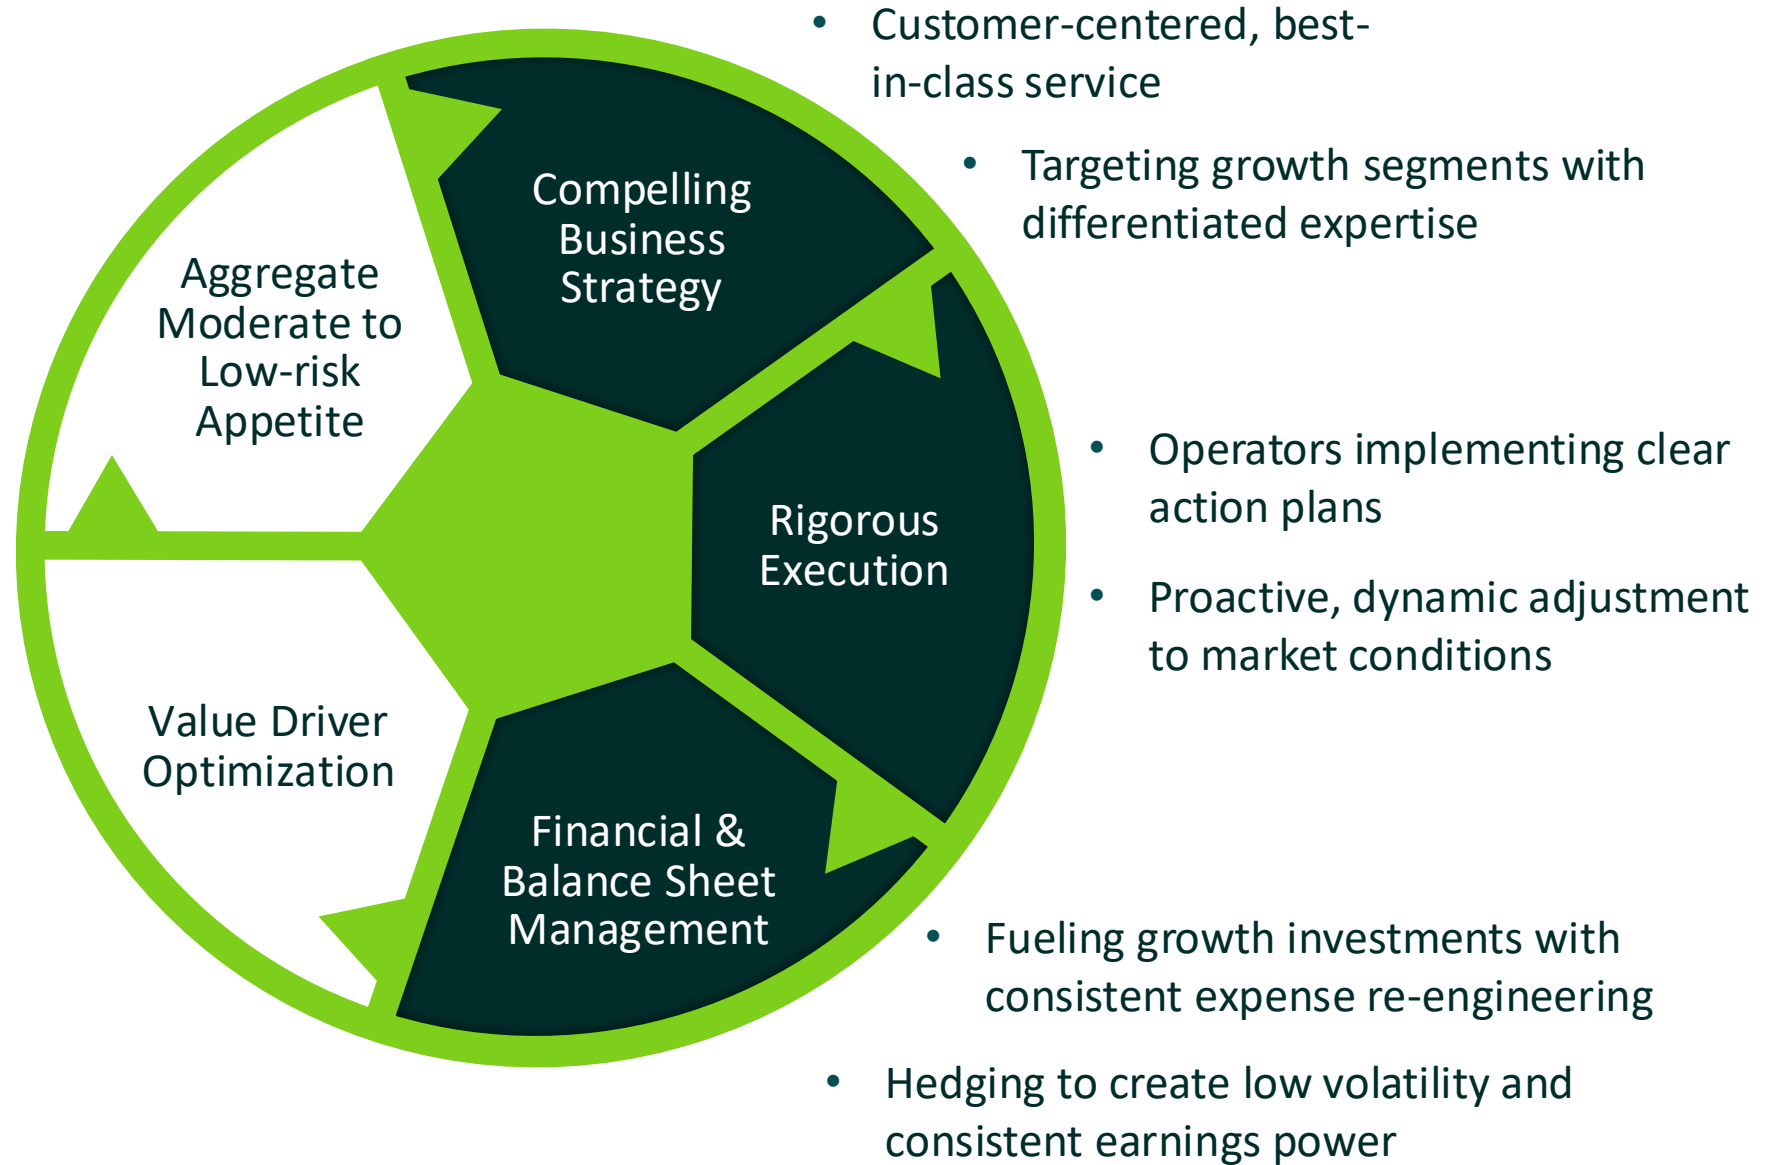 • Customer-centered, best-
in-class service
• Targeting growth segments with
differentiated expertise
Compelling
Business
Strategy
Aggregate
Moderate to
Low-risk
Appetite
• Operators implementing clear
action plans
Rigorous
Execution
• Proactive, dynamic adjustment
to market conditions
Value Driver
Optimization
Financial &
Balance Sheet
Management
• Fueling growth investments with
consistent expense re-engineering
• Hedging to create low volatility and
consistent earnings power